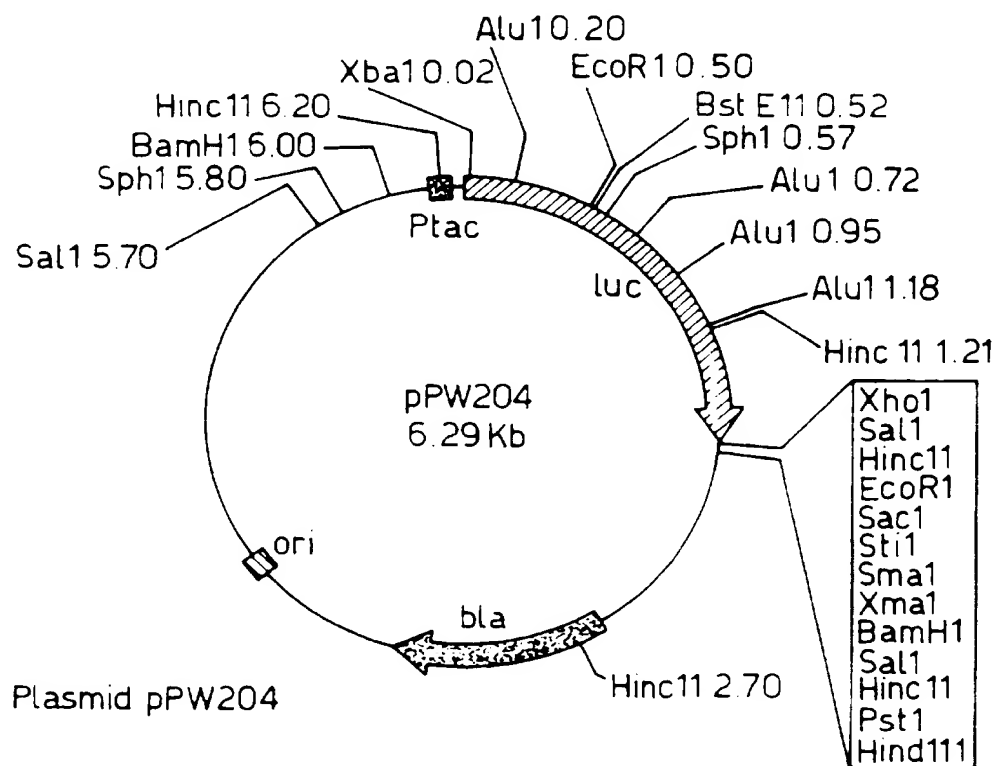 Alu1 0.20
EcoR1 0.50
Xba1 0.02
Hinc11 6.20
Bst E11 0.52
BamH1 6.00
Sph1 0.57
Sph1 5.80
Alu1 0.72
Ptac
Sal1 5.70
Alu1 0.95
luc
Alu1 1.18
Hinc 11 1.21
pPW204
6.29 Kb
Xho1
Sal1
Hinc11
EcoR1
Sac1
Sti1
Sma1
Xma1
BamH1
Sal1
Hinc 11
Pst1
Hind111
ori
bla
Hinc11 2.70
Plasmid pPW204